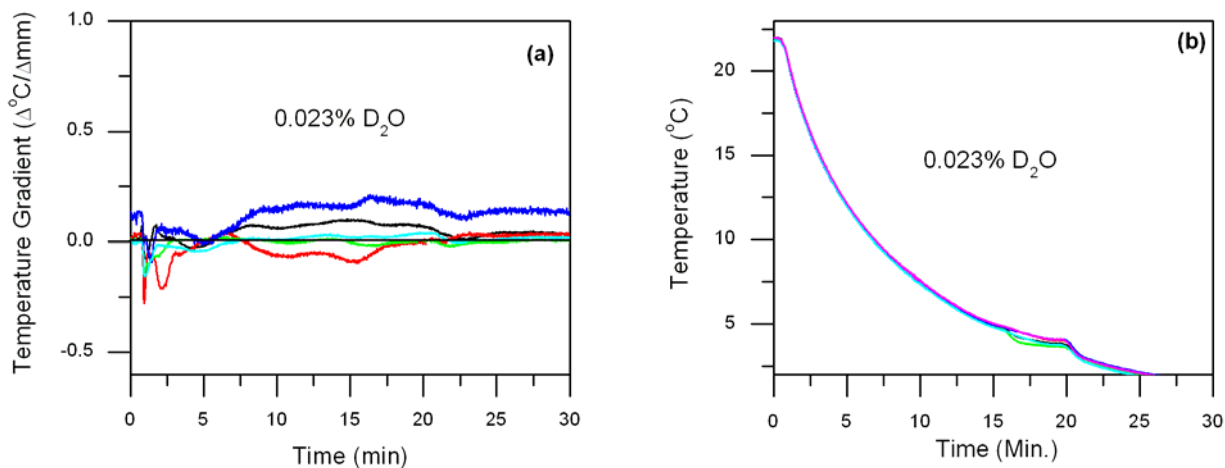 1.0
0.5
0.0
-0.5
Temperature Gradient (Δ°C/Δmm)
(a)
0.023% D₂O
0 5 10 15 20 25 30
Time (min)
20
15
10
5
Temperature (°C)
(b)
0.023% D₂O
0 5 10 15 20 25 30
Time (Min.)